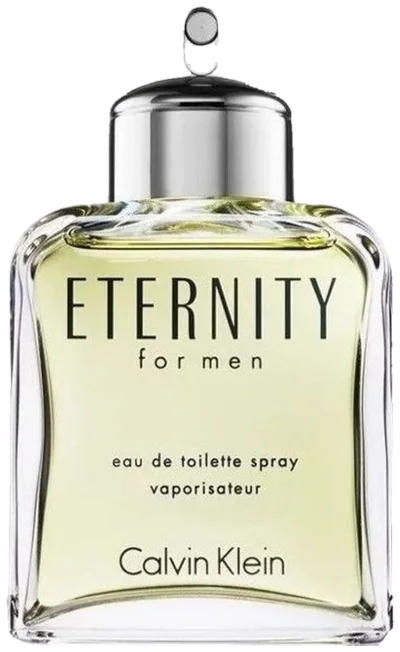 ETERNITY
for men
eau de toilette spray
vaporisateur
Calvin Klein